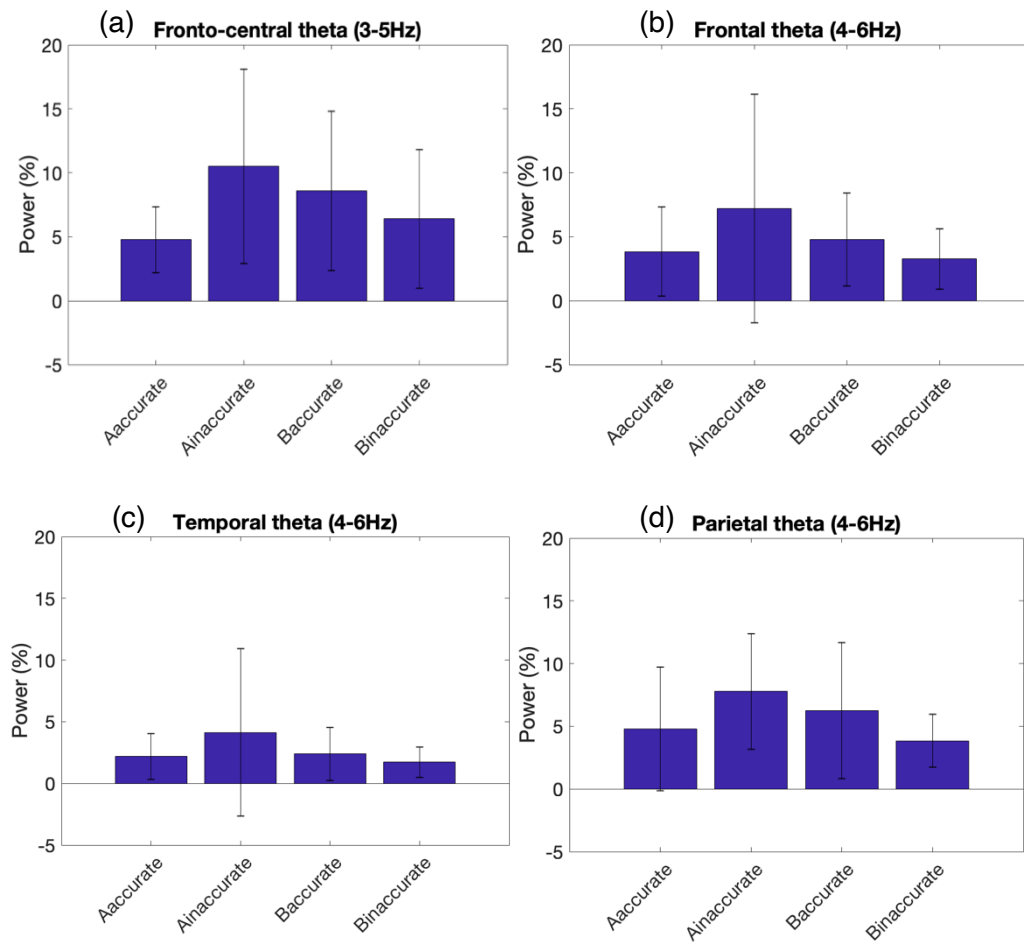 (a) Fronto-central theta (3-5Hz)
20
15
10
5
0
-5
Power (%)
Aaccurate
Ainaccurate
Baccurate
Binaccurate
(b) Frontal theta (4-6Hz)
20
15
10
5
0
-5
Power (%)
Aaccurate
Ainaccurate
Baccurate
Binaccurate
(c) Temporal theta (4-6Hz)
20
15
10
5
0
-5
Power (%)
Aaccurate
Ainaccurate
Baccurate
Binaccurate
(d) Parietal theta (4-6Hz)
20
15
10
5
0
-5
Power (%)
Aaccurate
Ainaccurate
Baccurate
Binaccurate